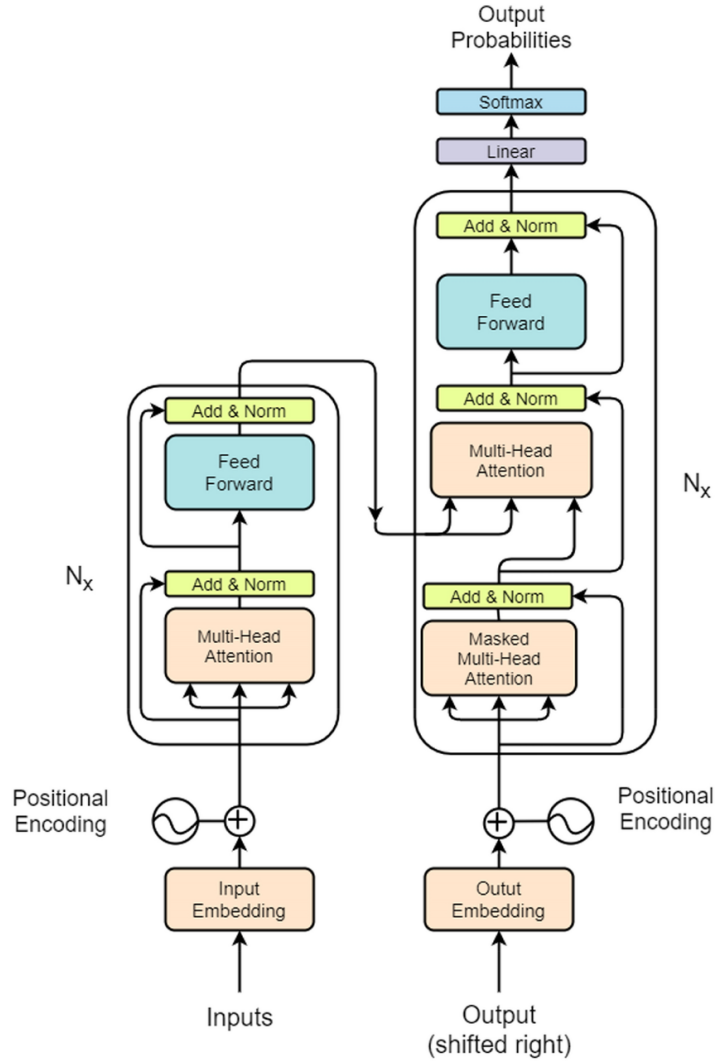 Output
Probabilities
Softmax
Linear
Add & Norm
Feed
Forward
Add & Norm
Multi-Head
Attention
Nₓ
Add & Norm
Masked
Multi-Head
Attention
Add & Norm
Feed
Forward
Nₓ
Add & Norm
Multi-Head
Attention
Positional
Encoding
Positional
Encoding
Input
Embedding
Outut
Embedding
Inputs
Output
(shifted right)